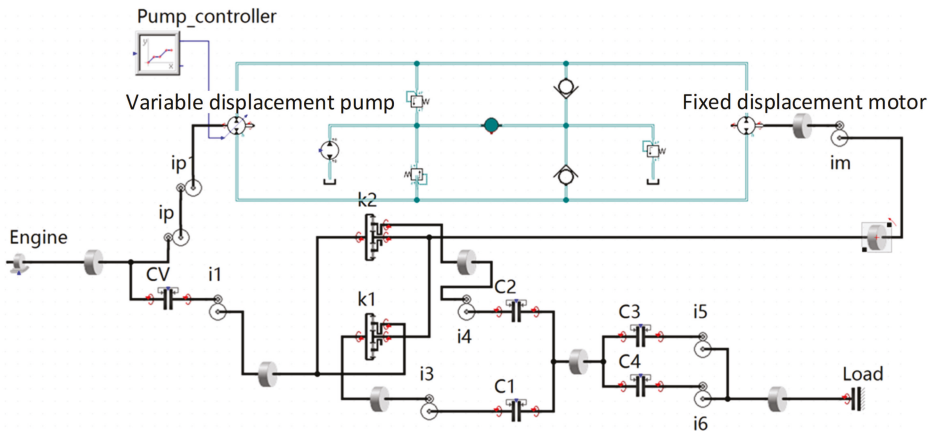 Pump_controller
y
x
Variable displacement pump
Fixed displacement motor
W
W
W
ip'
im
ip
k2
Engine
CV
i1
C2
k1
i4
C3
i5
C4
i3
C1
Load
i6